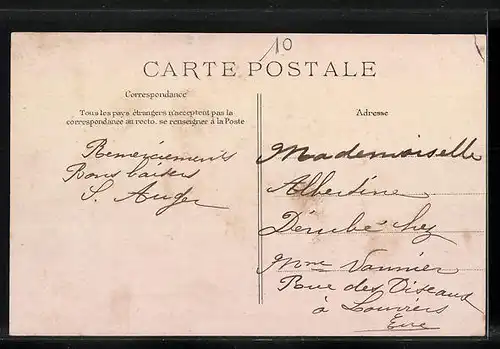 10
CARTE POSTALE
Correspondance
Tous les pays étrangers n'acceptent pas la
correspondance au recto. se renseigner à la Poste
Adresse
Remerciements
Bons baisers
S. Auger
Mademoiselle
Albertine
chez
Mme Vannier
Rue des Oiseaux
à Louviers
Eure